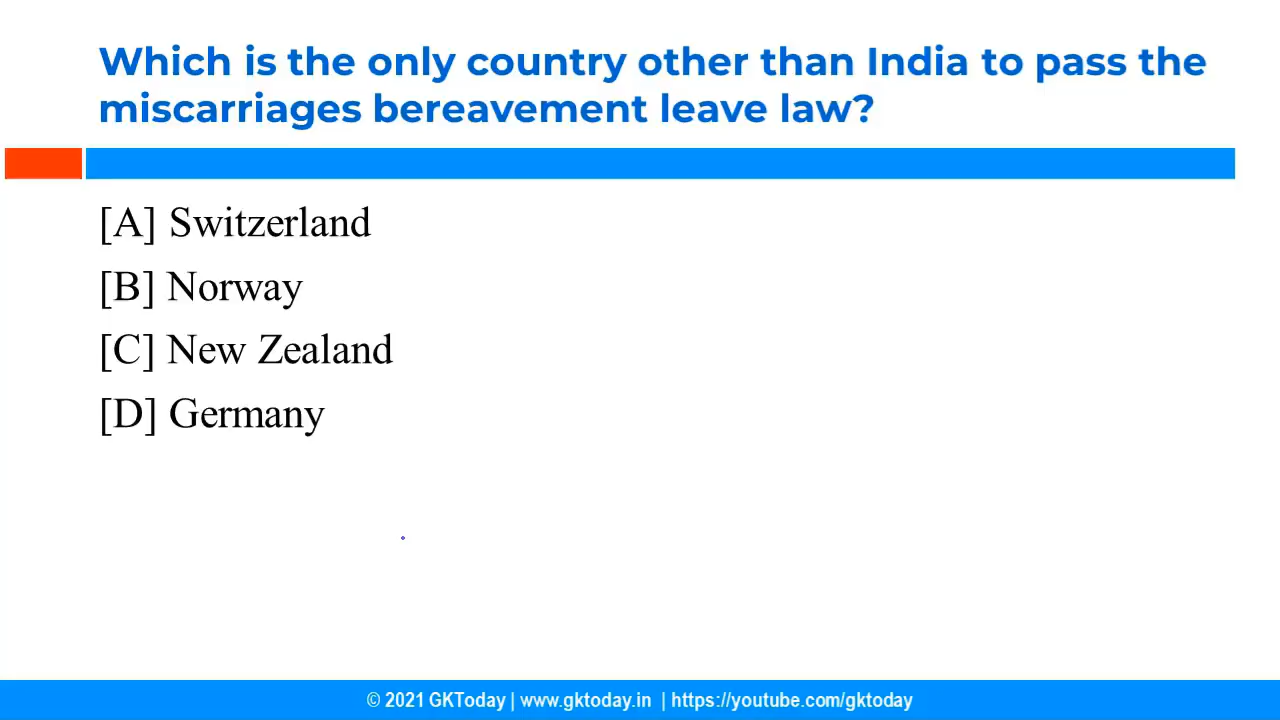 Which is the only country other than India to pass the
miscarriages bereavement leave law?
[A] Switzerland
[B] Norway
[C] New Zealand
[D] Germany
© 2021 GKToday | www.gktoday.in | https://youtube.com/gktoday